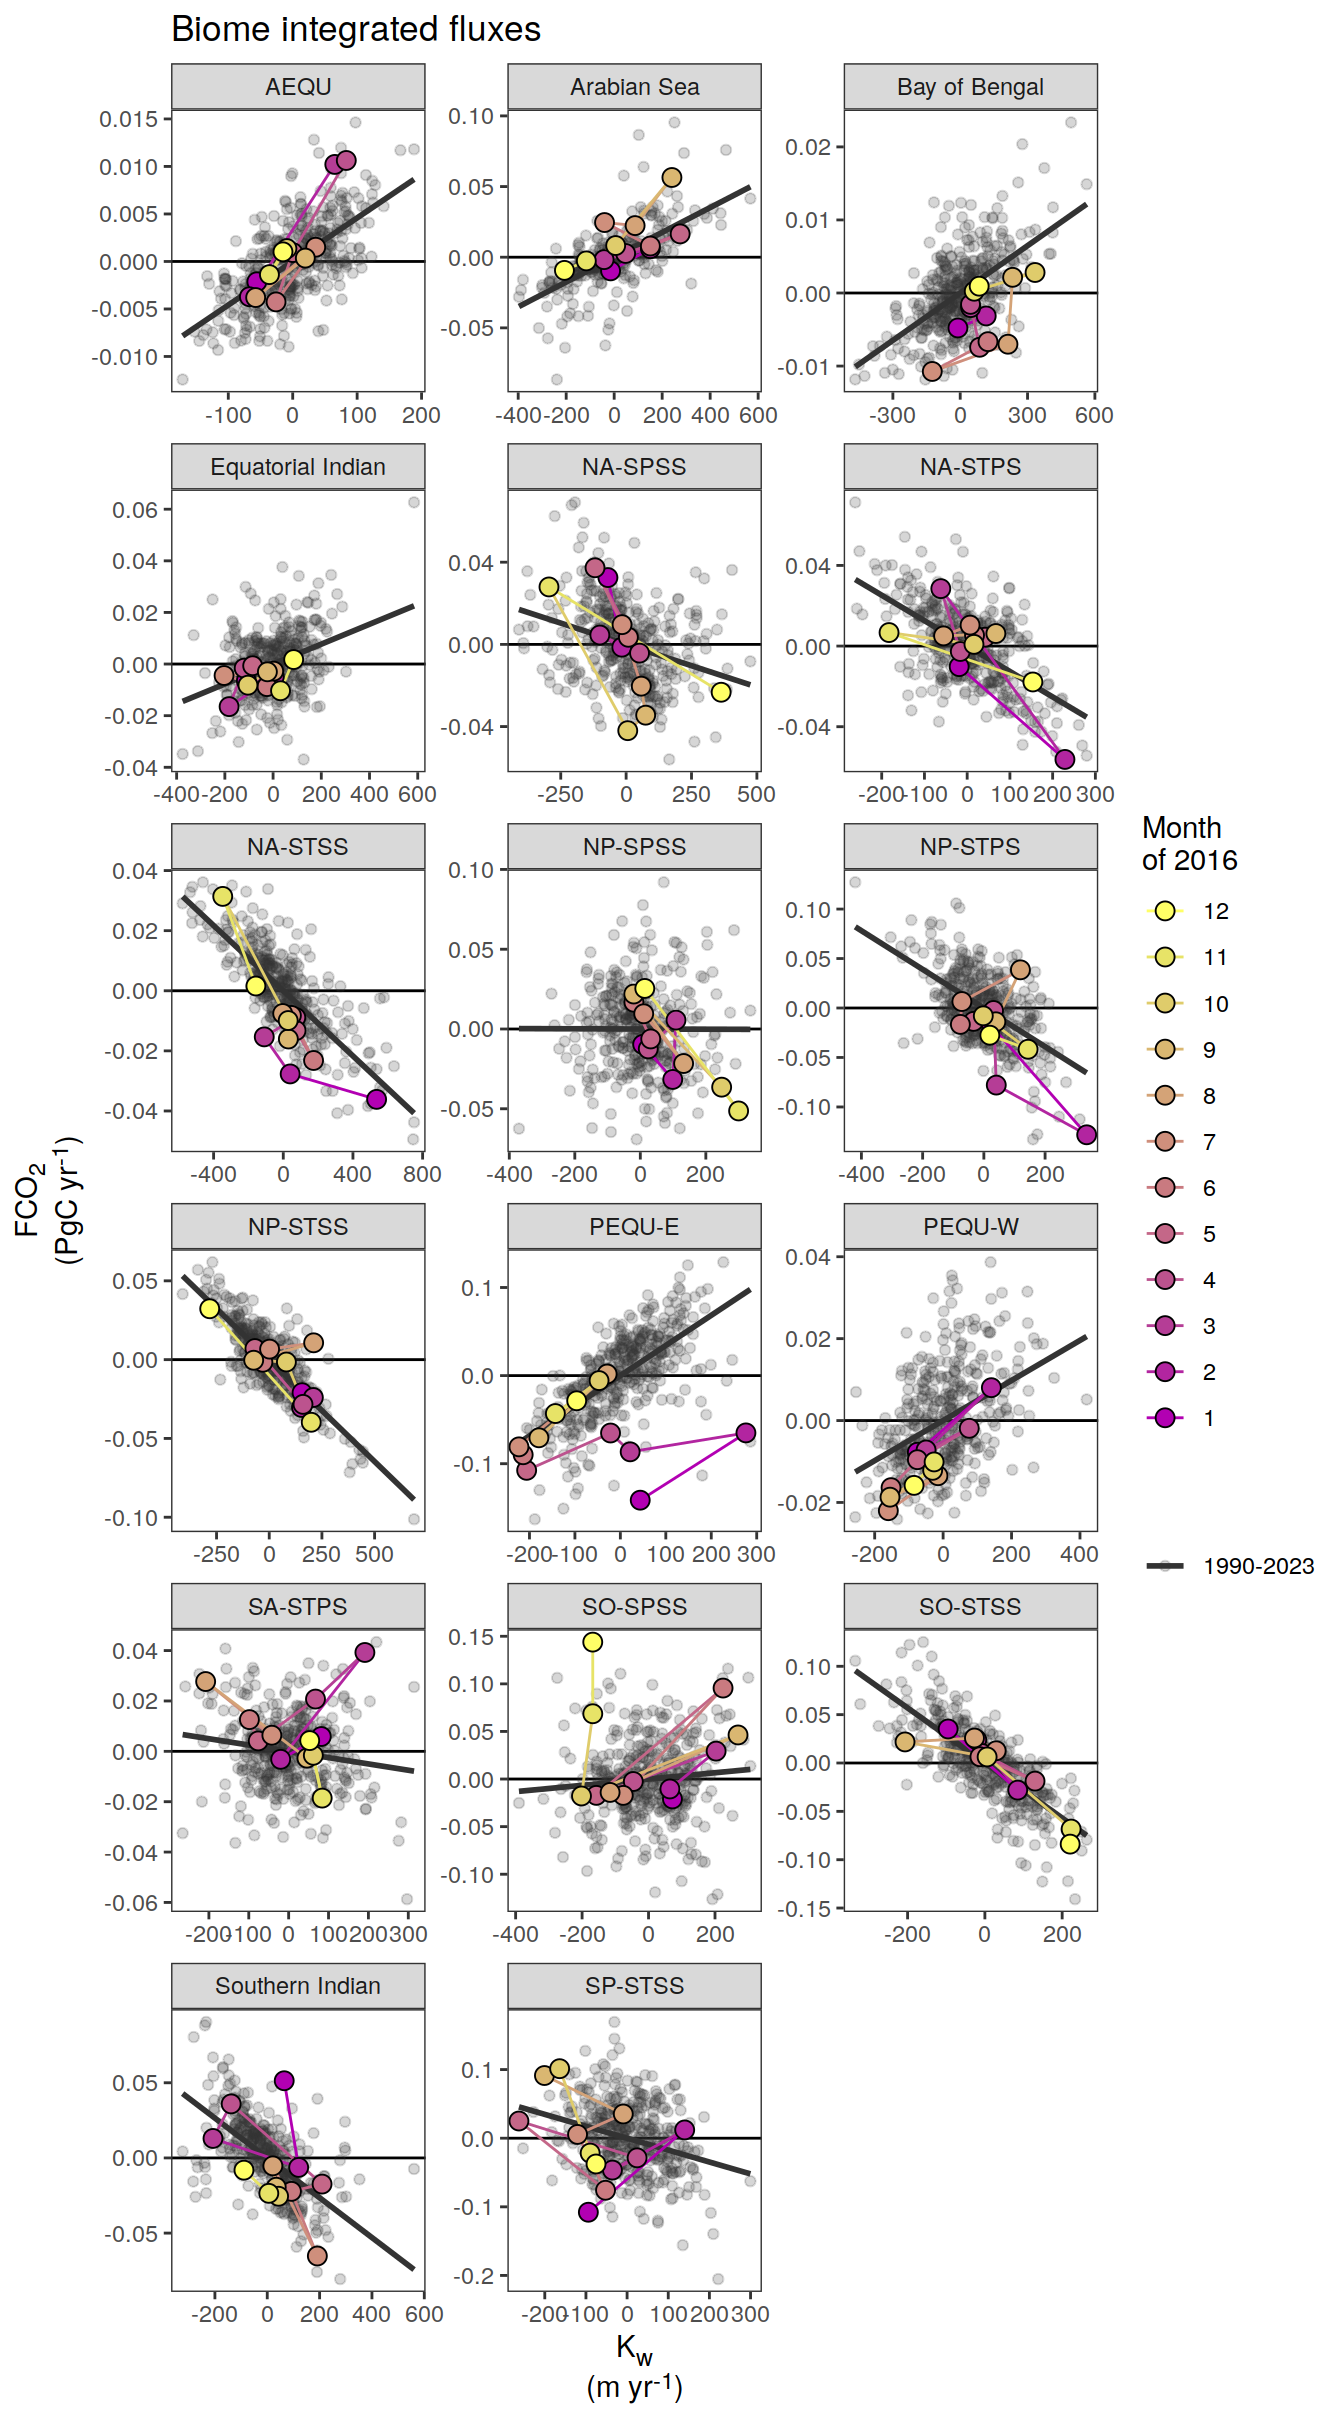 Biome integrated fluxes
AEQU Arabian Sea Bay of Bengal
0.015
0.010
0.005
0.000
-0.005
-0.010
-100 0 100 200
0.10
0.05
0.00
-0.05
-400 -200 0 200 400 600
0.02
0.01
0.00
-0.01
-300 0 300 600
Equatorial Indian NA-SPSS NA-STPS
0.06
0.04
0.02
0.00
-0.02
-0.04
-400 -200 0 200 400 600
0.04
0.00
-0.04
-250 0 250 500
0.04
0.00
-0.04
-200 -100 0 100 200 300
NA-STSS NP-SPSS NP-STPS
0.04
0.02
0.00
-0.02
-0.04
-400 0 400 800
0.10
0.05
0.00
-0.05
-400 -200 0 200
0.10
0.05
0.00
-0.05
-0.10
-400 -200 0 200
NP-STSS PEQU-E PEQU-W
0.05
0.00
-0.05
-0.10
-250 0 250 500
0.1
0.0
-0.1
-200 -100 0 100 200 300
0.04
0.02
0.00
-0.02
-200 0 200 400
SA-STPS SO-SPSS SO-STSS
0.04
0.02
0.00
-0.02
-0.04
-0.06
-200 -100 0 100 200 300
0.15
0.10
0.05
0.00
-0.05
-0.10
-400 -200 0 200
0.10
0.05
0.00
-0.05
-0.10
-0.15
-200 0 200
Southern Indian SP-STSS
0.05
0.00
-0.05
-200 0 200 400 600
0.1
0.0
-0.1
-0.2
-200 -100 0 100 200 300
FCO₂
(PgC yr⁻¹)
K_w
(m yr⁻¹)
Month
of 2016
12
11
10
9
8
7
6
5
4
3
2
1
1990-2023